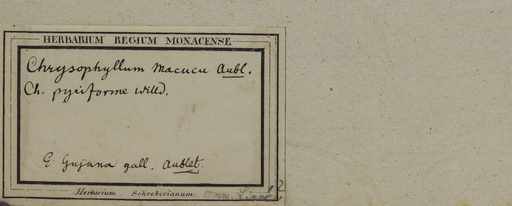 HERBARIUM REGIUM MONACENSE
Chrysophyllum Macucu Aubl.
Ch. pyriforme Willd.
E Gujana gall. Aublet.
Herbarium Schreberianum.